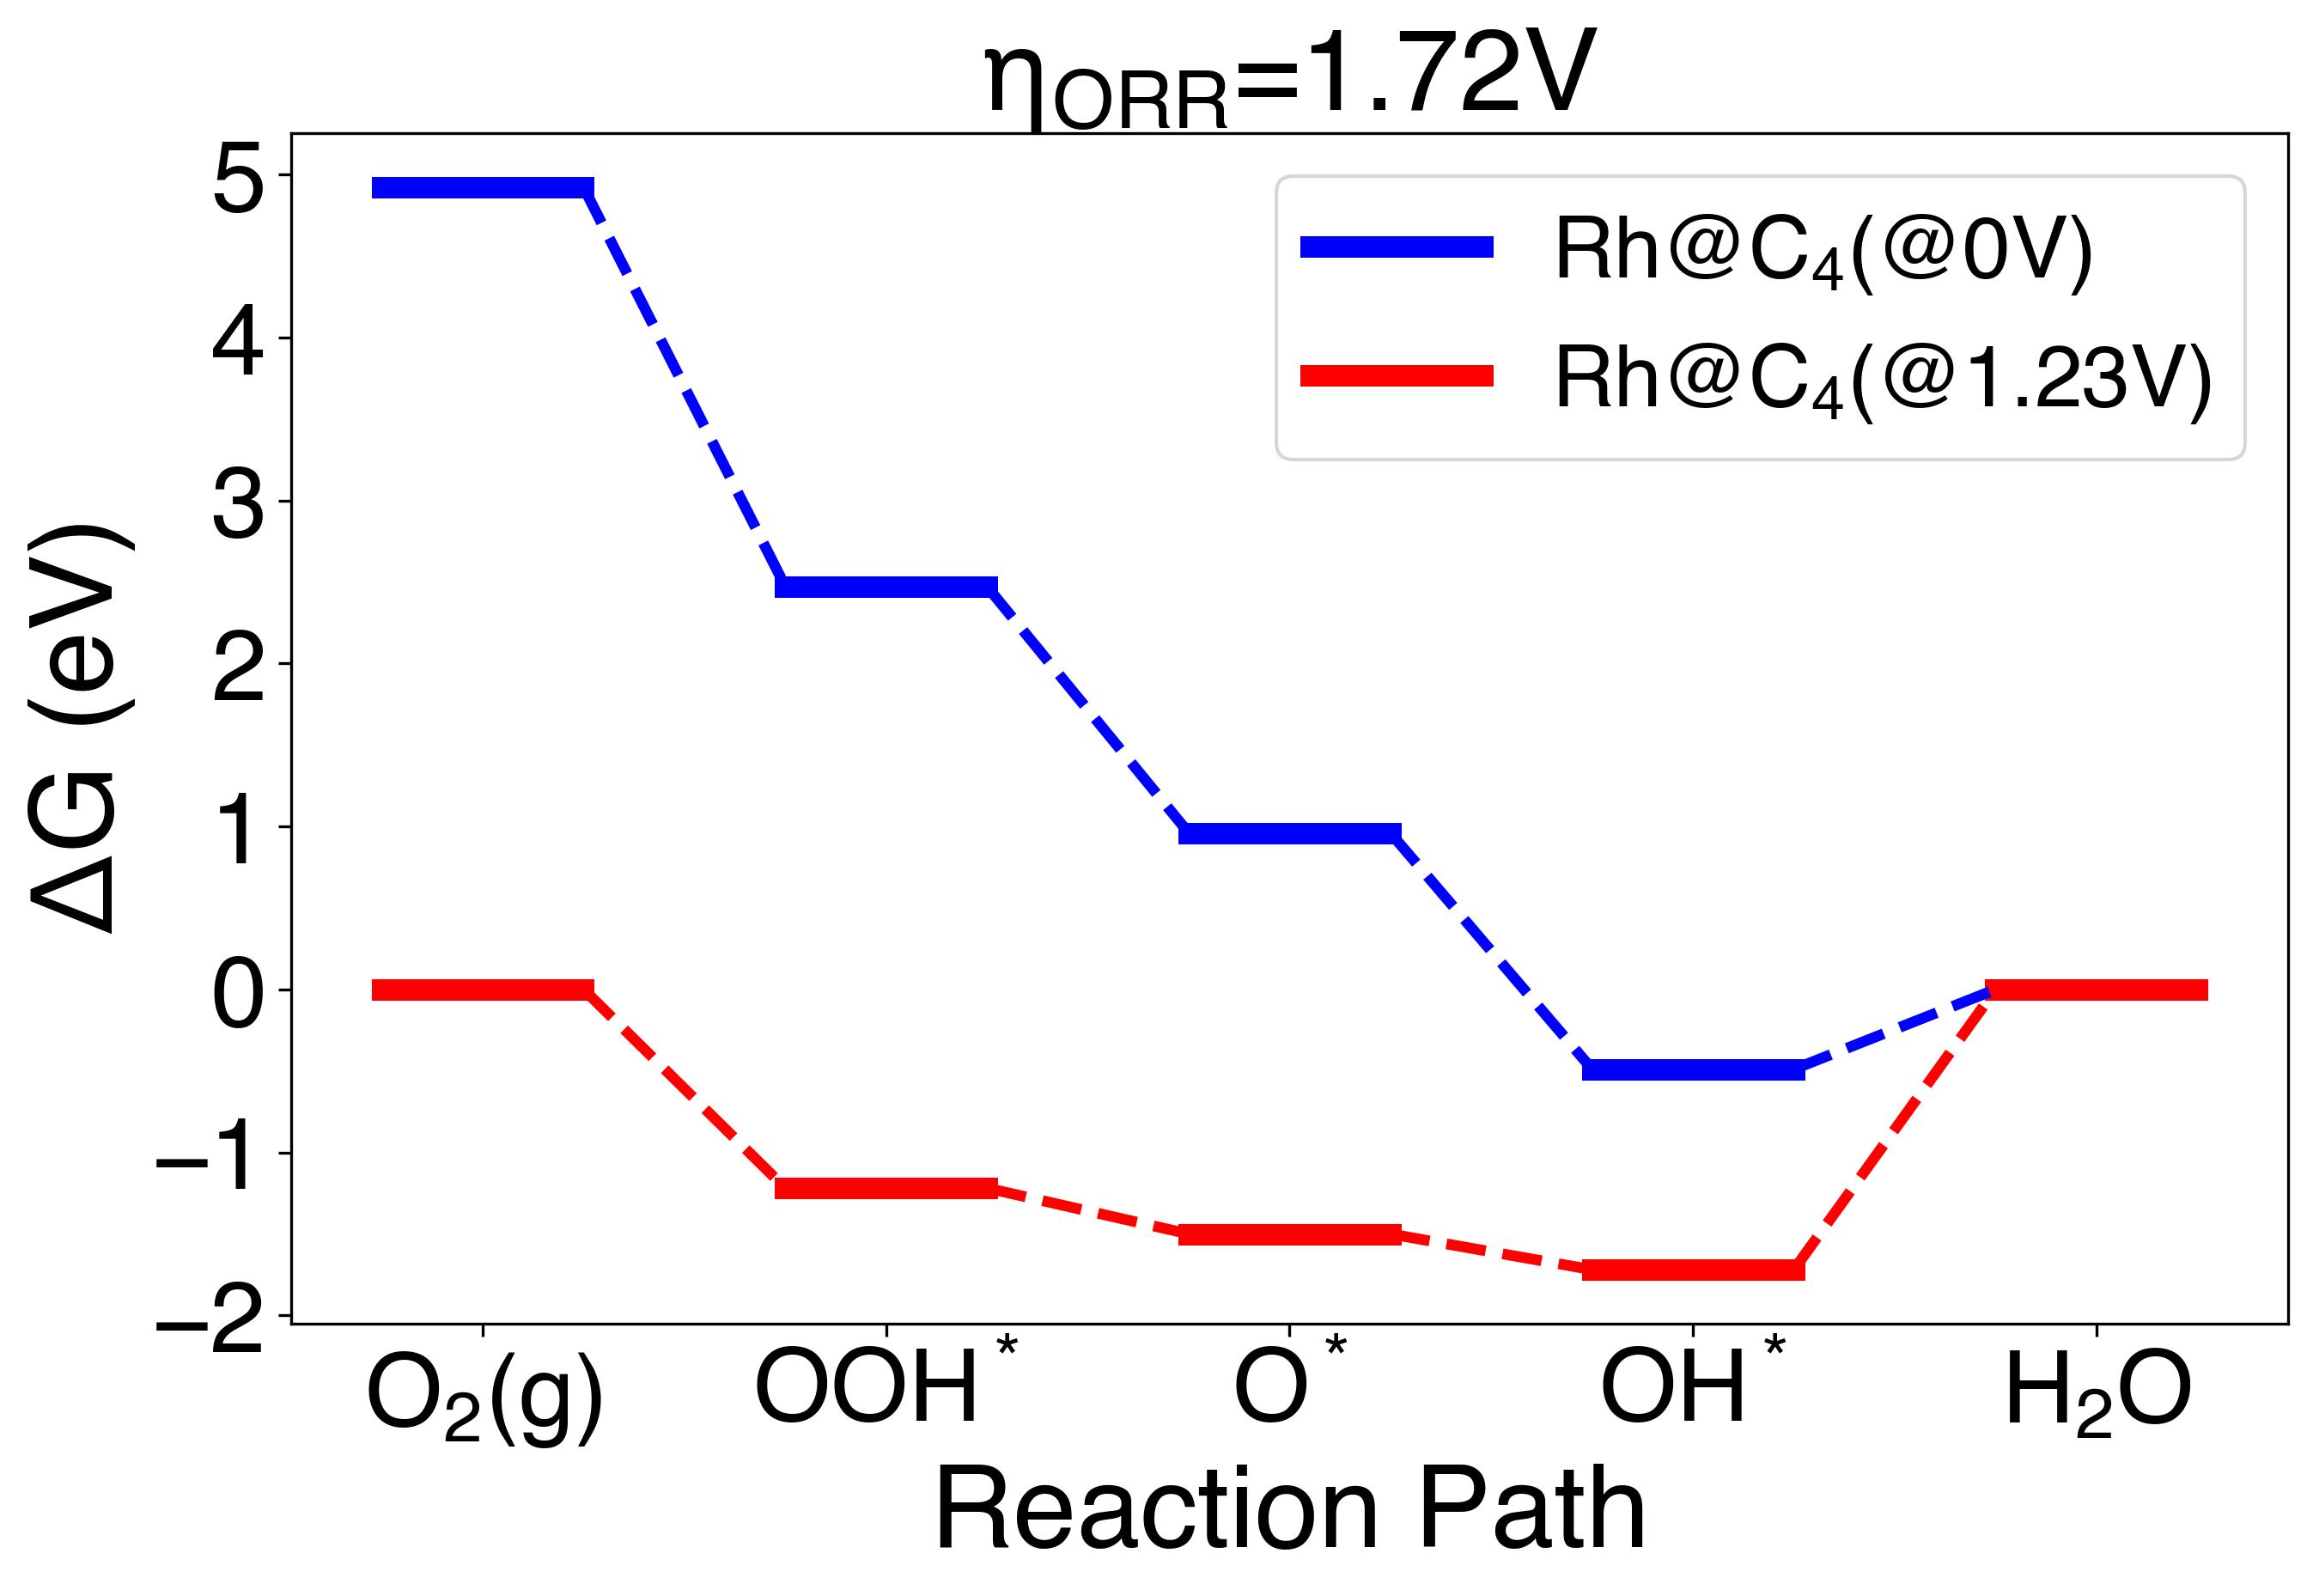 η_ORR=1.72V
Rh@C₄(@0V)
Rh@C₄(@1.23V)
ΔG (eV)
5
4
3
2
1
0
−1
−2
O₂(g) OOH* O* OH* H₂O
Reaction Path